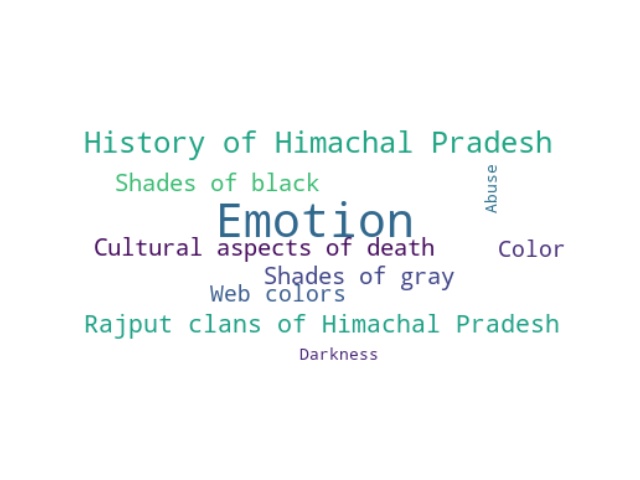 History of Himachal Pradesh
Abuse
Shades of black
Emotion
Cultural aspects of death
Color
Shades of gray
Web colors
Rajput clans of Himachal Pradesh
Darkness